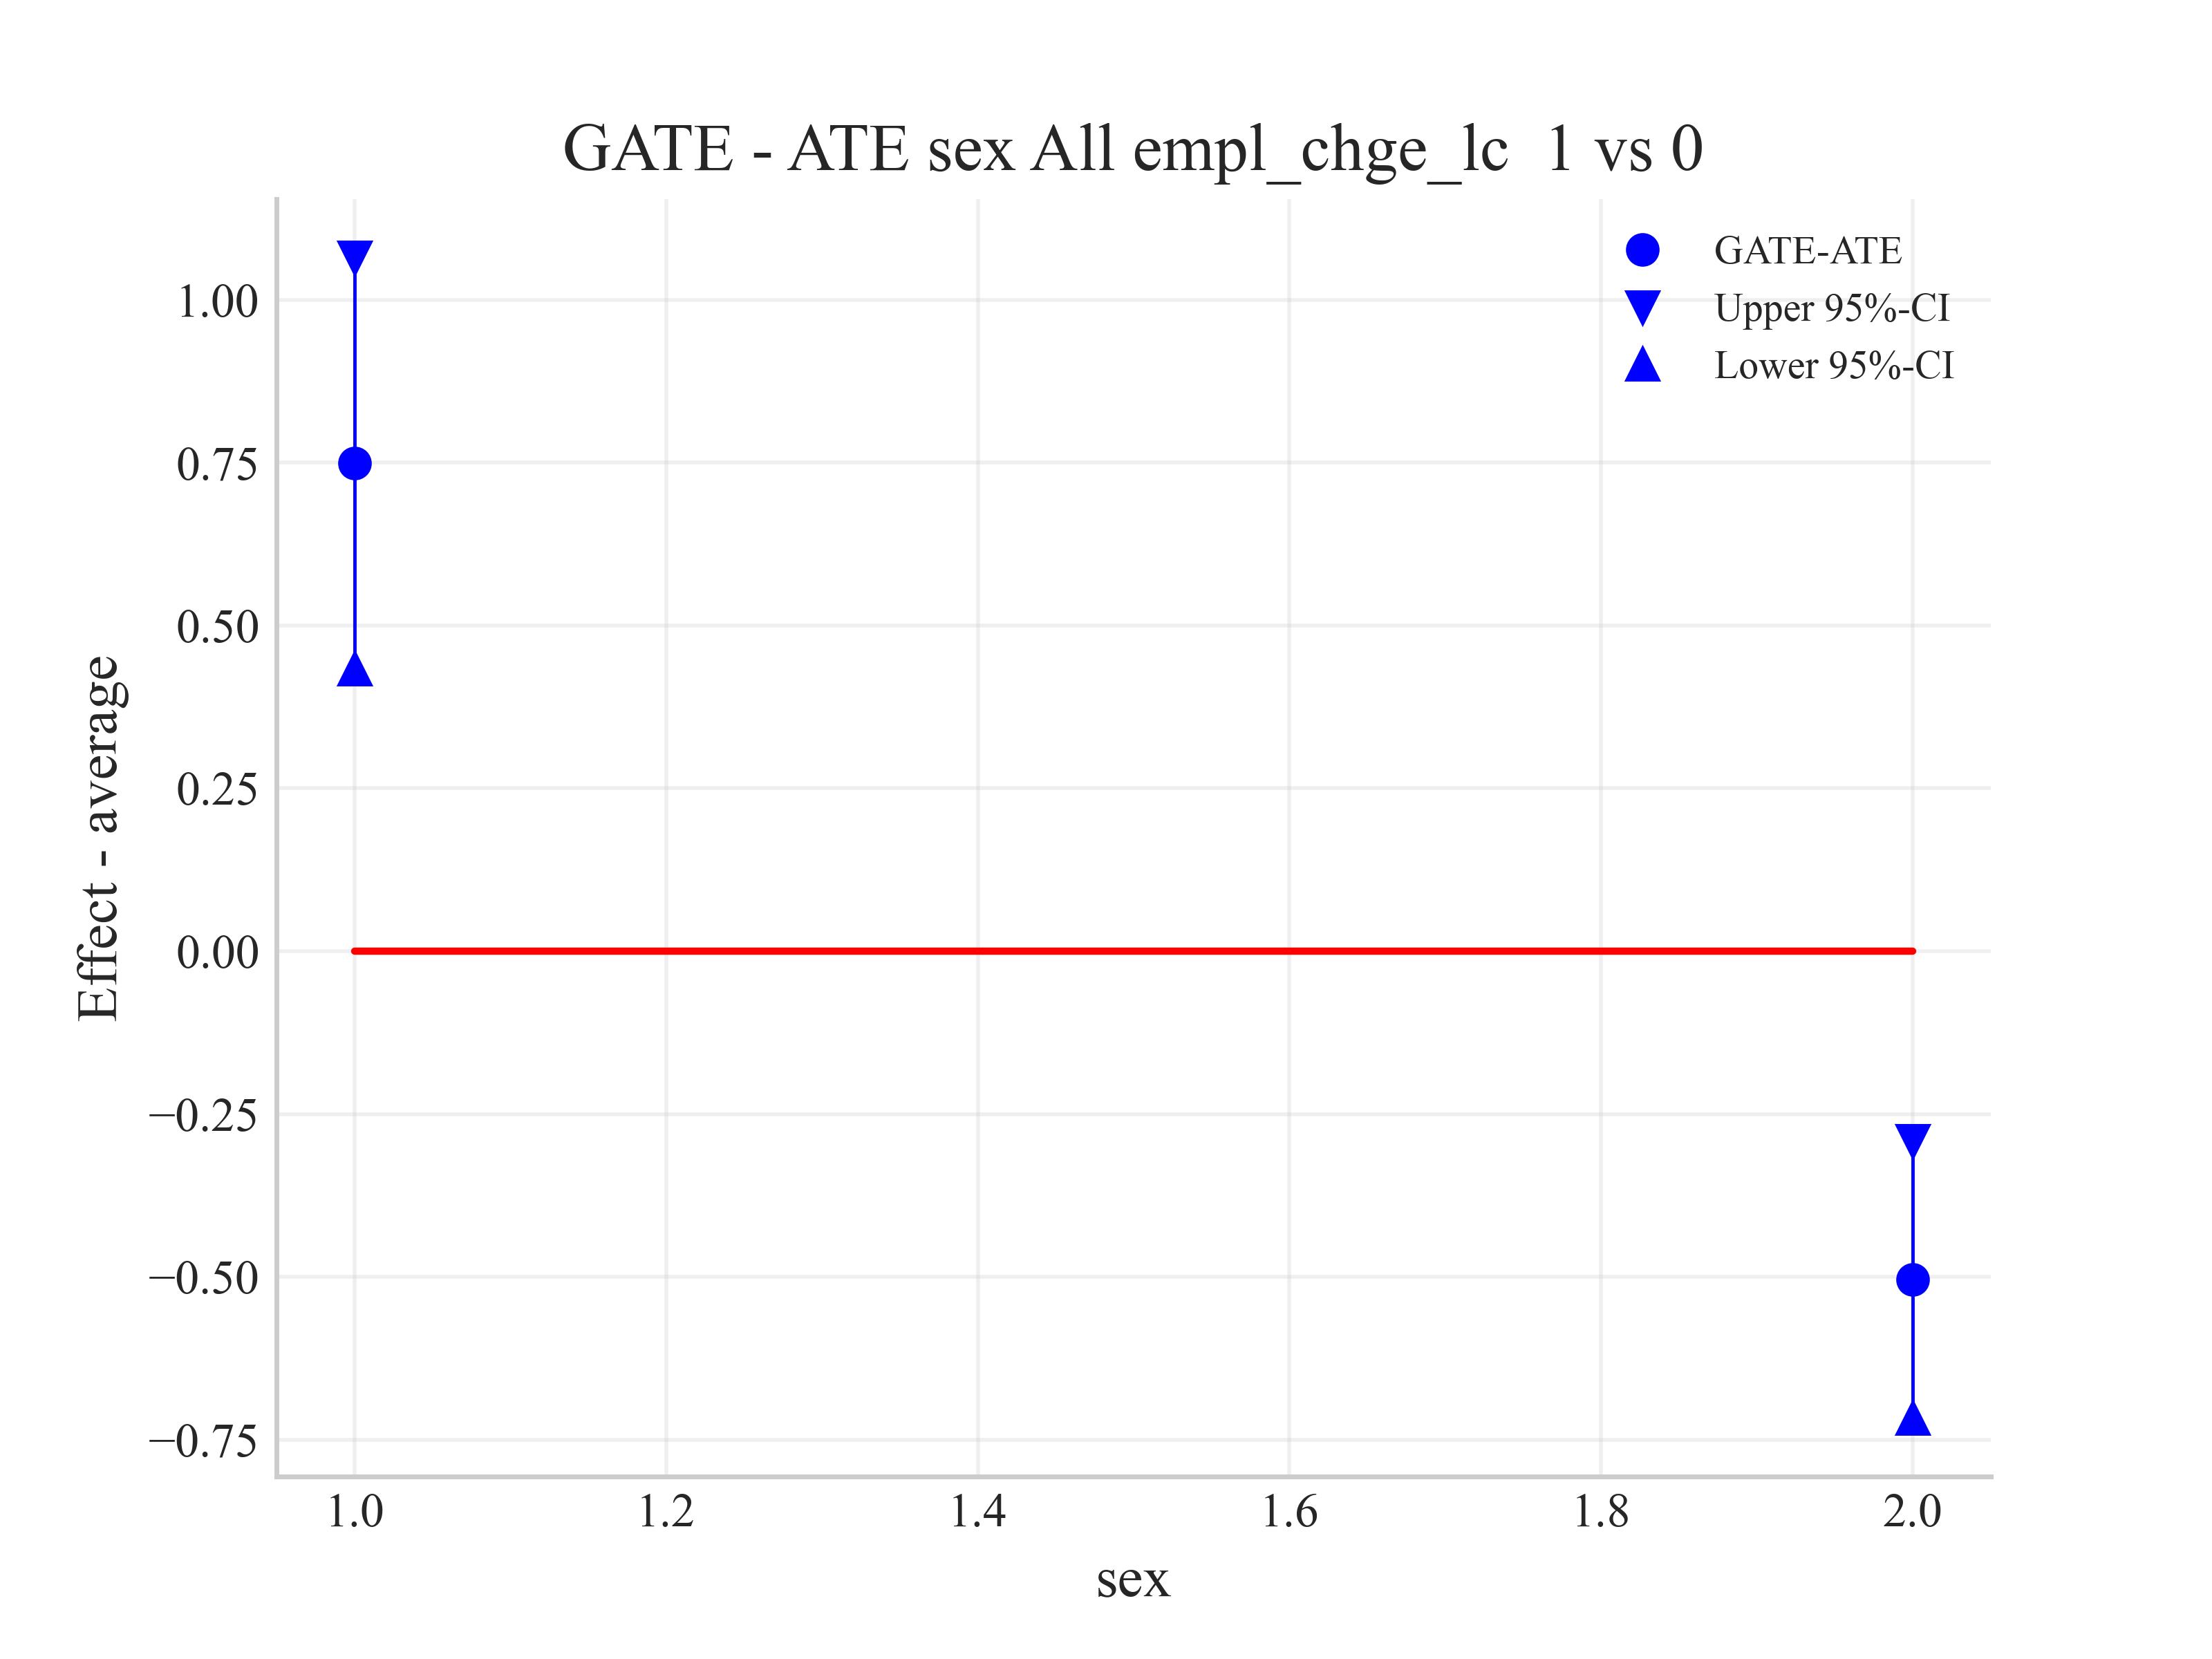 GATE - ATE sex All empl_chge_lc  1 vs 0
GATE-ATE
Upper 95%-CI
Lower 95%-CI
Effect - average
1.00
0.75
0.50
0.25
0.00
−0.25
−0.50
−0.75
1.0 1.2 1.4 1.6 1.8 2.0
sex